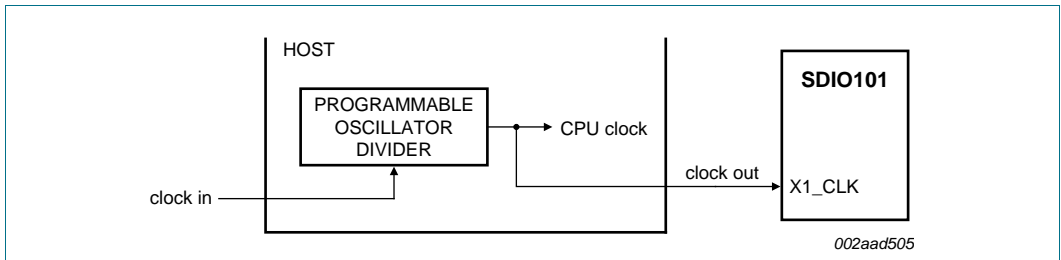 HOST
SDIO101
PROGRAMMABLE
OSCILLATOR
DIVIDER
CPU clock
clock out
X1_CLK
clock in
002aad505